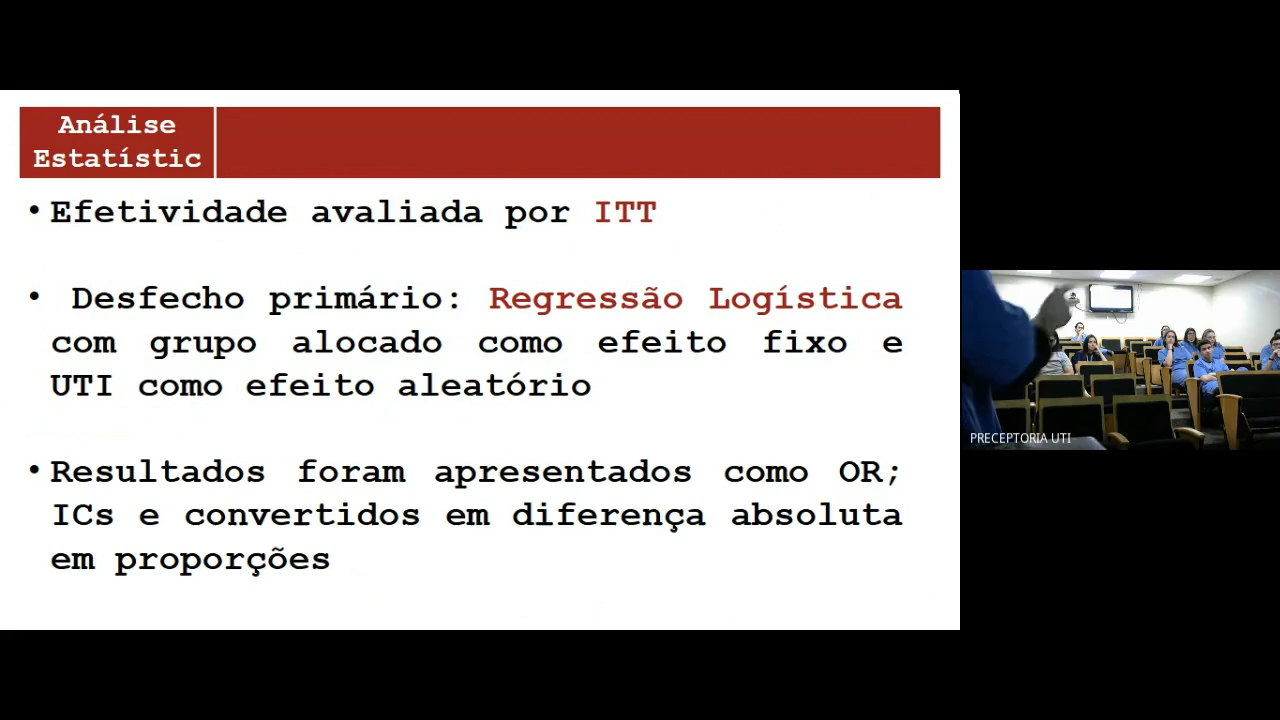 Análise
Estatístic
• Efetividade avaliada por ITT
• Desfecho primário: Regressão Logística
com grupo alocado como efeito fixo e
UTI como efeito aleatório
• Resultados foram apresentados como OR;
ICs e convertidos em diferença absoluta
em proporções
PRECEPTORIA UTI